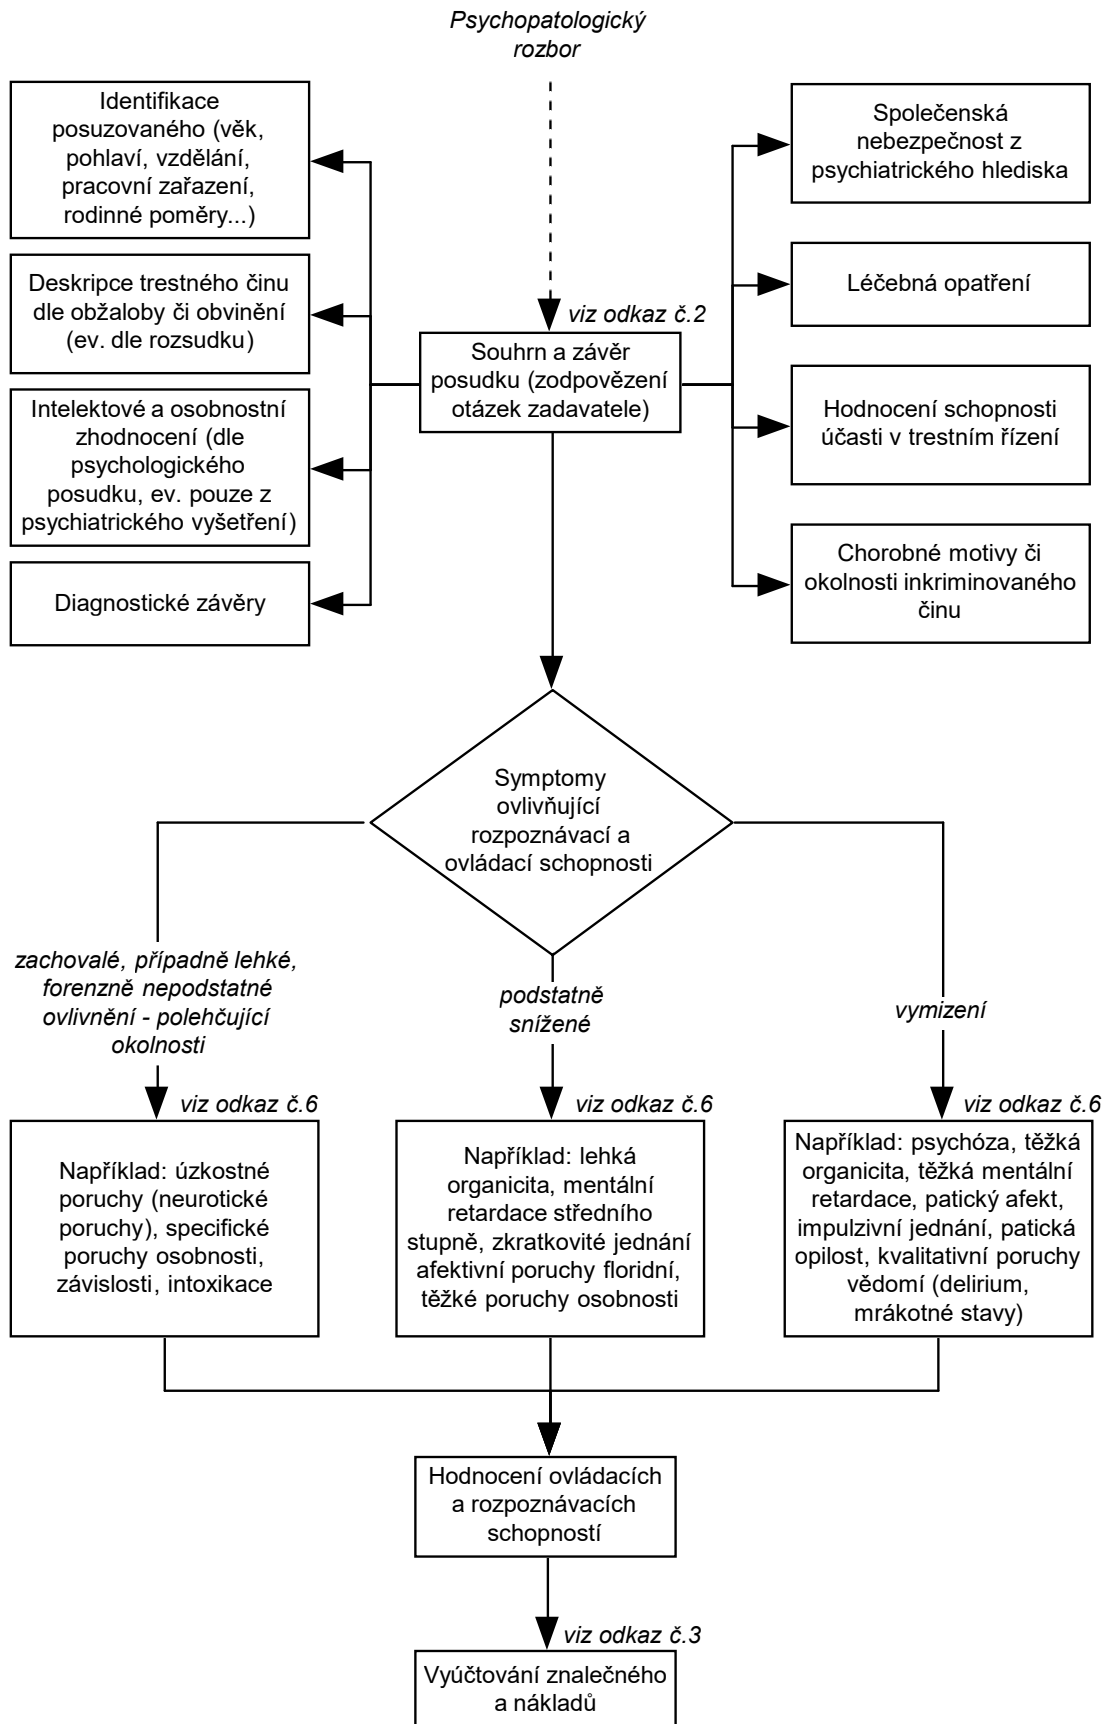 Psychopatologický
rozbor
Identifikace
posuzovaného (věk,
pohlaví, vzdělání,
pracovní zařazení,
rodinné poměry...)
Deskripce trestného činu
dle obžaloby či obvinění
(ev. dle rozsudku)
Intelektové a osobnostní
zhodnocení (dle
psychologického
posudku, ev. pouze z
psychiatrického vyšetření)
Diagnostické závěry
viz odkaz č.2
Souhrn a závěr
posudku (zodpovězení
otázek zadavatele)
Společenská
nebezpečnost z
psychiatrického hlediska
Léčebná opatření
Hodnocení schopnosti
účasti v trestním řízení
Chorobné motivy či
okolnosti inkriminovaného
činu
Symptomy
ovlivňující
rozpoznávací a
ovládací schopnosti
zachovalé, případně lehké,
forenzně nepodstatné
ovlivnění - polehčující
okolnosti
podstatně
snížené
vymizení
viz odkaz č.6
Například: úzkostné
poruchy (neurotické
poruchy), specifické
poruchy osobnosti,
závislosti, intoxikace
viz odkaz č.6
Například: lehká
organicita, mentální
retardace středního
stupně, zkratkovité jednání
afektivní poruchy floridní,
těžké poruchy osobnosti
viz odkaz č.6
Například: psychóza, těžká
organicita, těžká mentální
retardace, patický afekt,
impulzivní jednání, patická
opilost, kvalitativní poruchy
vědomí (delirium,
mrákotné stavy)
Hodnocení ovládacích
a rozpoznávacích
schopností
viz odkaz č.3
Vyúčtování znalečného
a nákladů